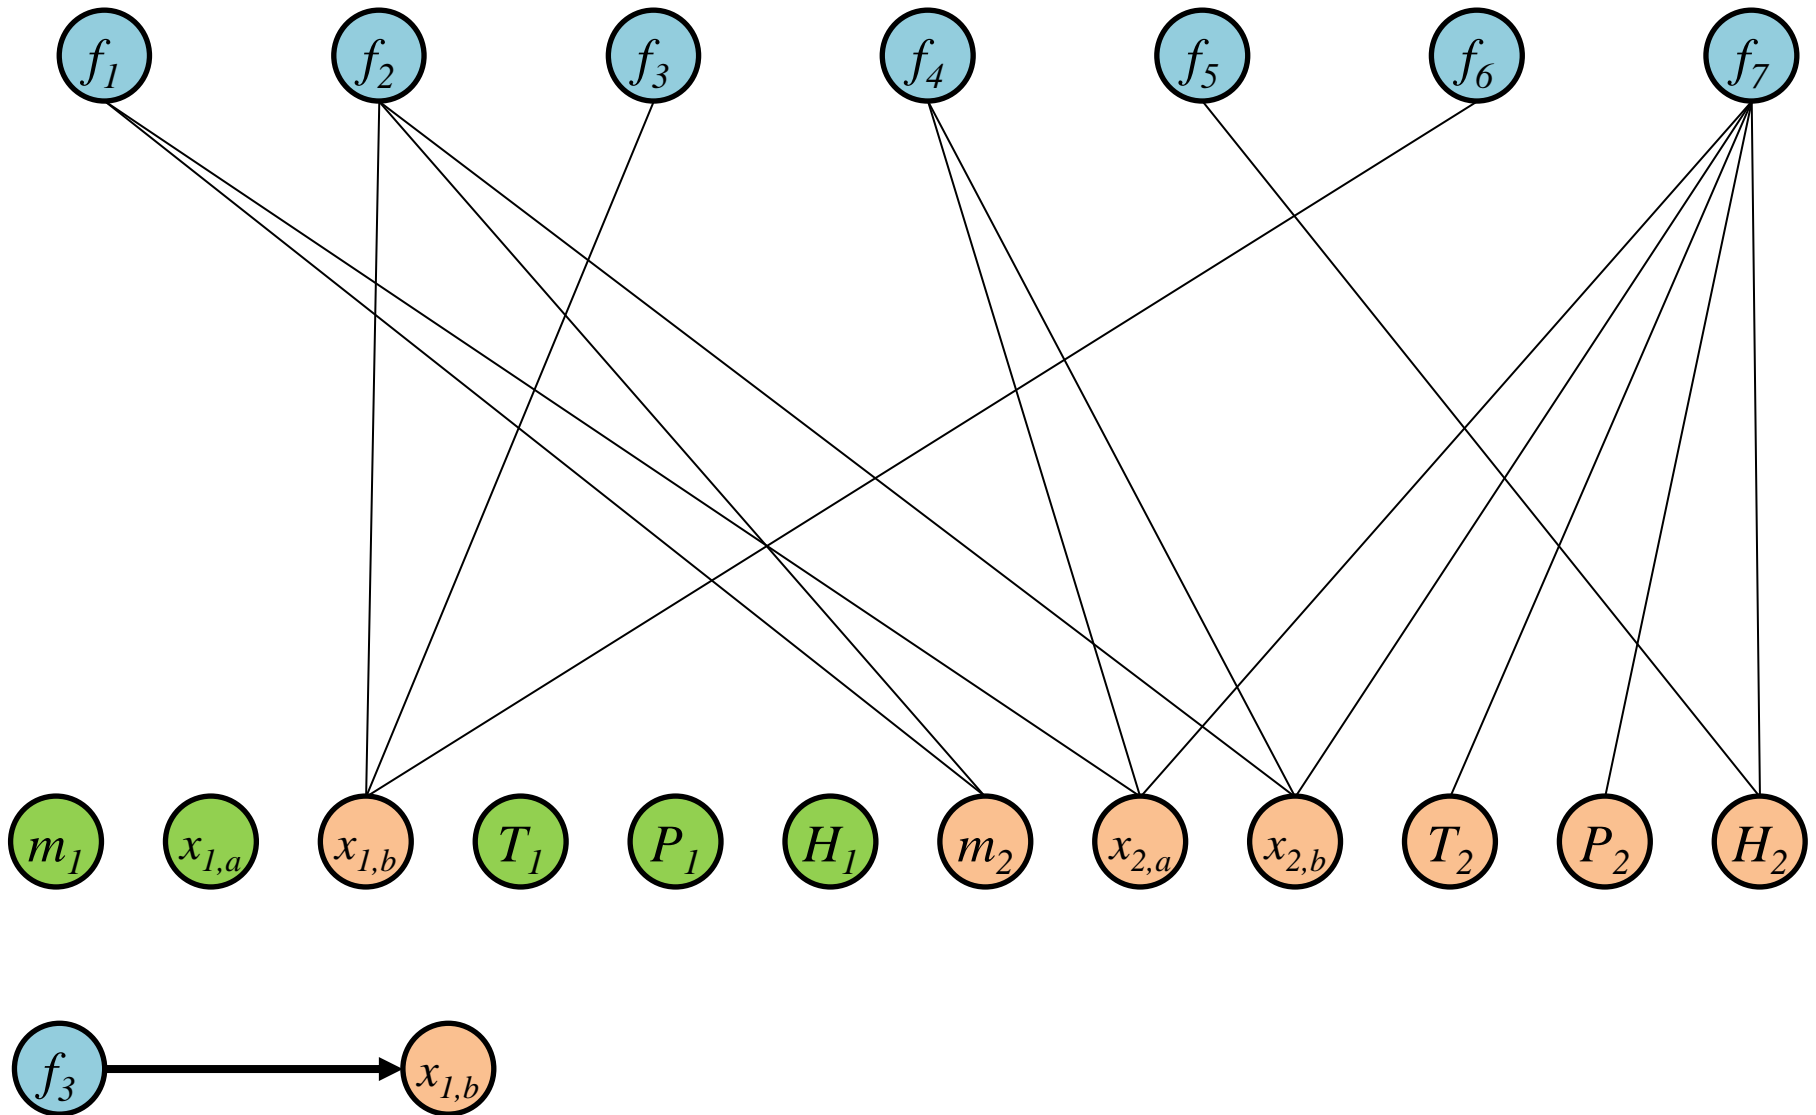 f1 f2 f3 f4 f5 f6 f7
m1 x1,a x1,b T1 P1 H1 m2 x2,a x2,b T2 P2 H2
f3 x1,b